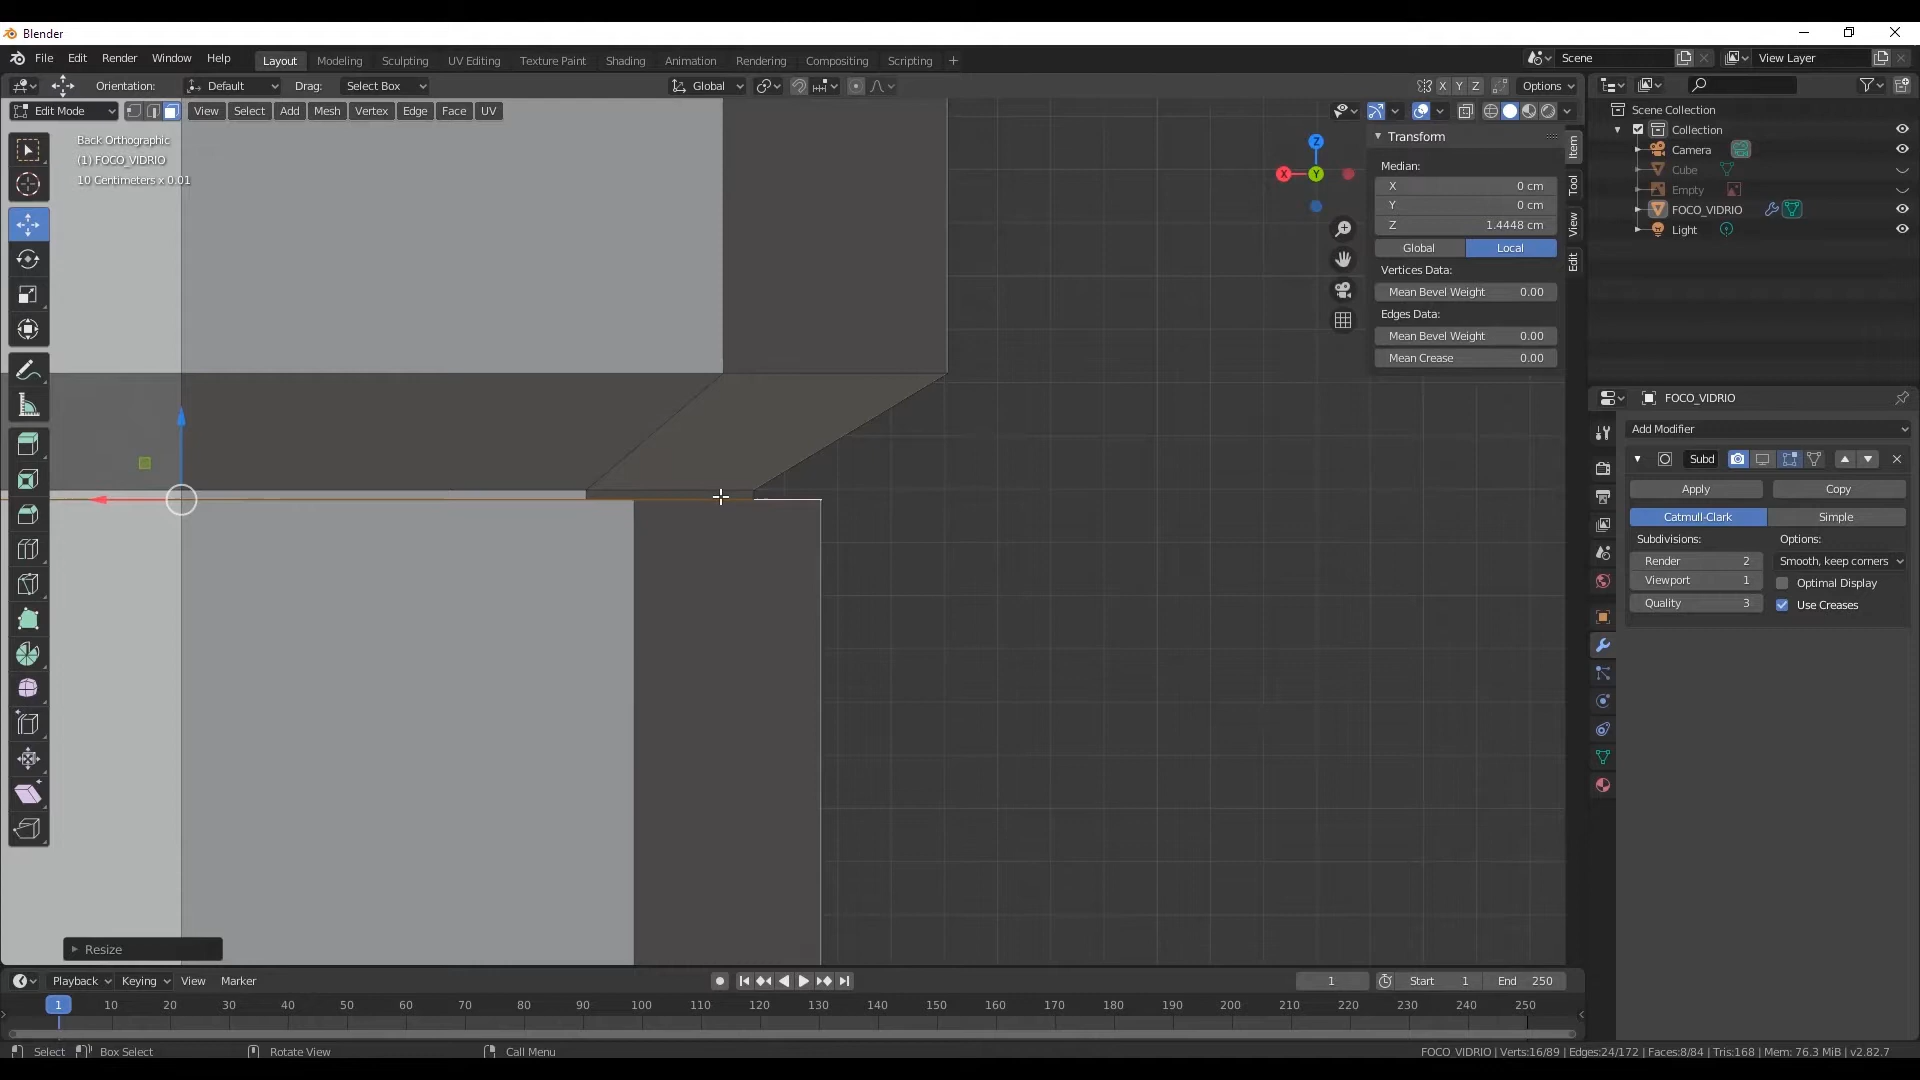 Blender
File Edit Render Window Help Layout Modeling Sculpting UV Editing Texture Paint Shading Animation Rendering Compositing Scripting + Scene View Layer
Orientation: Default Drag: Select Box Global X Y Z Options
Edit Mode View Select Add Mesh Vertex Edge Face UV
Back Orthographic
(1) FOCO_VIDRIO
10 Centimeters x 0.01
Z
X
Y
Transform
Median:
X 0 cm
Y 0 cm
Z 1.4448 cm
Global Local
Vertices Data:
Mean Bevel Weight 0.00
Edges Data:
Mean Bevel Weight 0.00
Mean Crease 0.00
Item
Tool
View
Edit
Scene Collection
Collection
Camera
Cube
Empty
FOCO_VIDRIO
Light
FOCO_VIDRIO
Add Modifier
Subd
Apply Copy
Catmull-Clark Simple
Subdivisions: Options:
Render 2 Smooth, keep corners
Viewport 1 Optimal Display
Quality 3 Use Creases
Resize
Playback Keying View Marker 1 Start 1 End 250
1 10 20 30 40 50 60 70 80 90 100 110 120 130 140 150 160 170 180 190 200 210 220 230 240 250
Select Box Select Rotate View Call Menu FOCO_VIDRIO | Verts:16/89 | Edges:24/172 | Faces:8/84 | Tris:168 | Mem: 76.3 MiB | v2.82.7